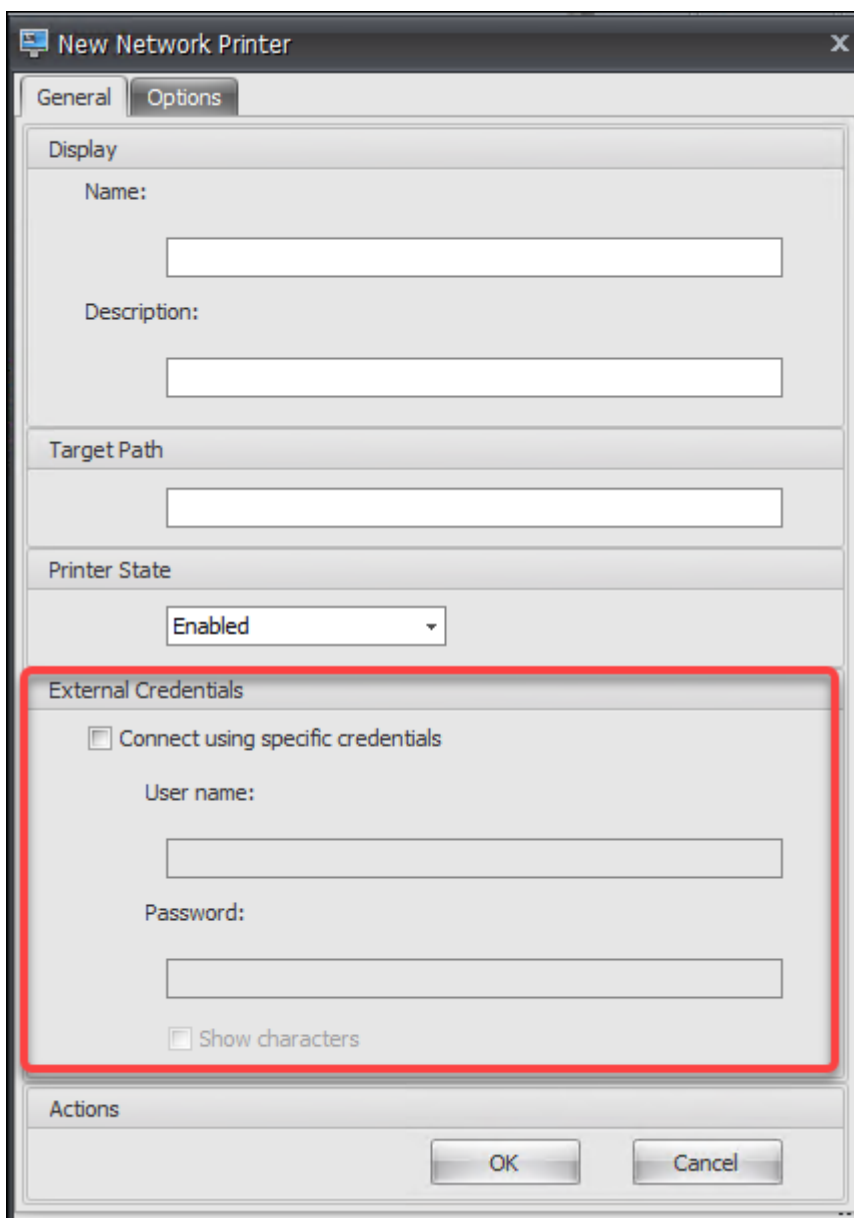 New Network Printer
General Options
Display
Name:
Description:
Target Path
Printer State
Enabled
External Credentials
Connect using specific credentials
User name:
Password:
Show characters
Actions
OK Cancel